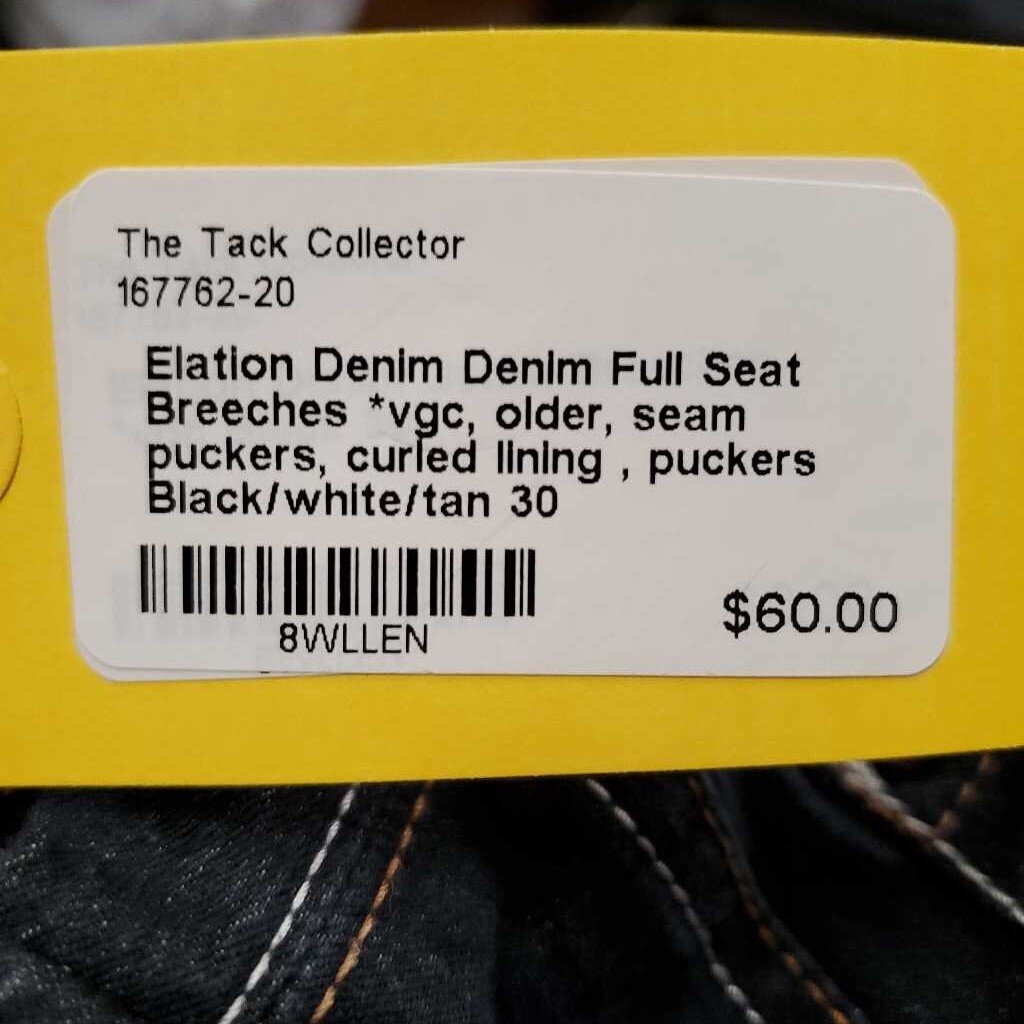 The Tack Collector
167762-20
Elation Denim Denim Full Seat
Breeches *vgc, older, seam
puckers, curled lining , puckers
Black/white/tan 30
8WLLEN
$60.00